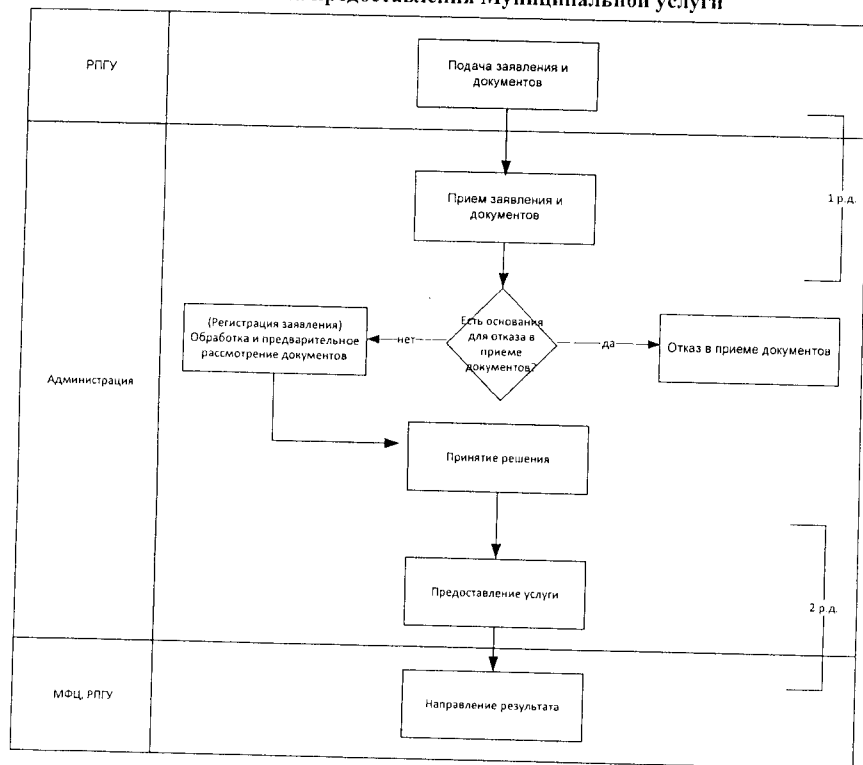 предоставления Муниципальной услуги
РПГУ
Подача заявления и
документов
Прием заявления и
документов
1 р.д.
Есть основания
для отказа в
приеме
документов?
нет
да
(Регистрация заявления)
Обработка и предварительное
рассмотрение документов
Отказ в приеме документов
Администрация
Принятие решения
Предоставление услуги
2 р.д.
МФЦ, РПГУ
Направление результата